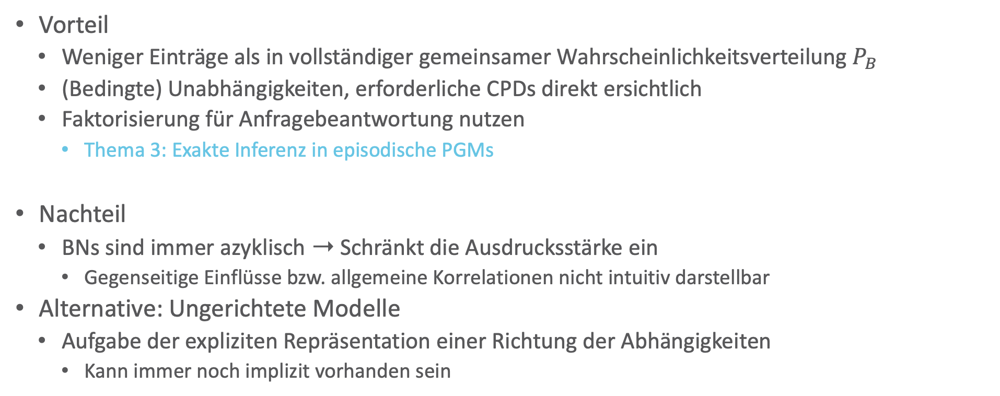 • Vorteil
• Weniger Einträge als in vollständiger gemeinsamer Wahrscheinlichkeitsverteilung P_B
• (Bedingte) Unabhängigkeiten, erforderliche CPDs direkt ersichtlich
• Faktorisierung für Anfragebeantwortung nutzen
• Thema 3: Exakte Inferenz in episodische PGMs
• Nachteil
• BNs sind immer azyklisch → Schränkt die Ausdrucksstärke ein
• Gegenseitige Einflüsse bzw. allgemeine Korrelationen nicht intuitiv darstellbar
• Alternative: Ungerichtete Modelle
• Aufgabe der expliziten Repräsentation einer Richtung der Abhängigkeiten
• Kann immer noch implizit vorhanden sein